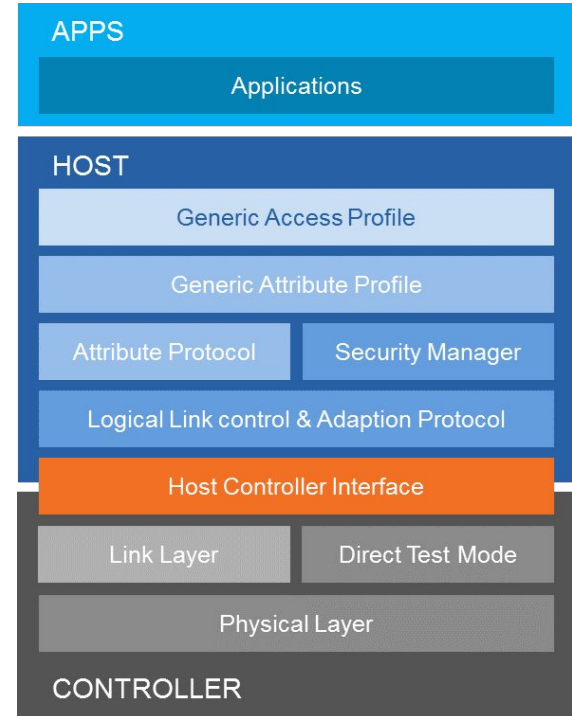 APPS
Applications
HOST
Generic Access Profile
Generic Attribute Profile
Attribute Protocol
Security Manager
Logical Link control & Adaption Protocol
Host Controller Interface
Link Layer
Direct Test Mode
Physical Layer
CONTROLLER